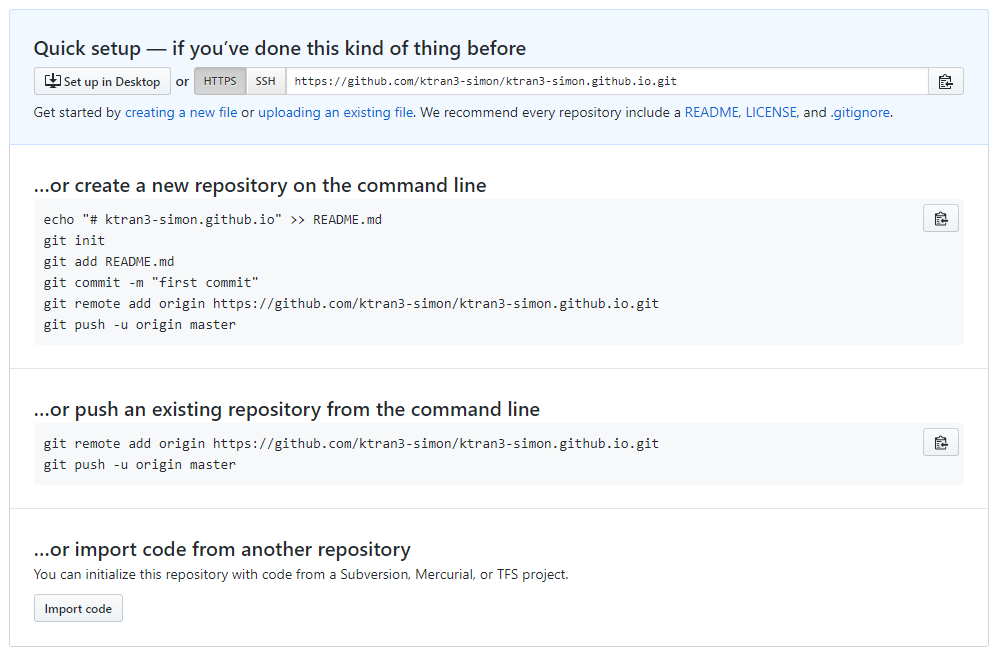 Quick setup — if you’ve done this kind of thing before
Set up in Desktop or HTTPS SSH https://github.com/ktran3-simon/ktran3-simon.github.io.git
Get started by creating a new file or uploading an existing file. We recommend every repository include a README, LICENSE, and .gitignore.
…or create a new repository on the command line
echo "# ktran3-simon.github.io" >> README.md
git init
git add README.md
git commit -m "first commit"
git remote add origin https://github.com/ktran3-simon/ktran3-simon.github.io.git
git push -u origin master
…or push an existing repository from the command line
git remote add origin https://github.com/ktran3-simon/ktran3-simon.github.io.git
git push -u origin master
…or import code from another repository
You can initialize this repository with code from a Subversion, Mercurial, or TFS project.
Import code